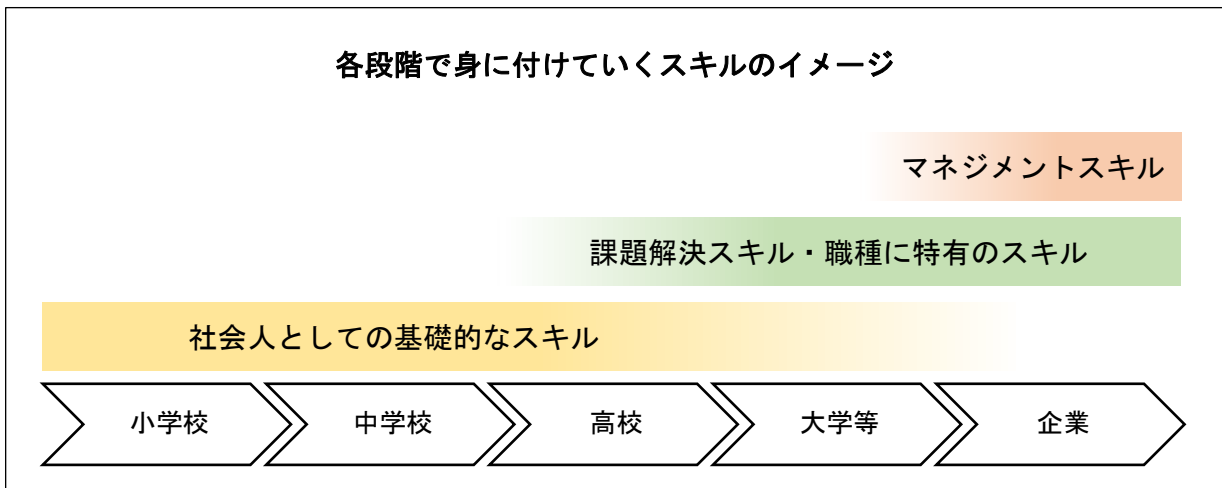 各段階で身に付けていくスキルのイメージ
マネジメントスキル
課題解決スキル・職種に特有のスキル
社会人としての基礎的なスキル
小学校
中学校
高校
大学等
企業